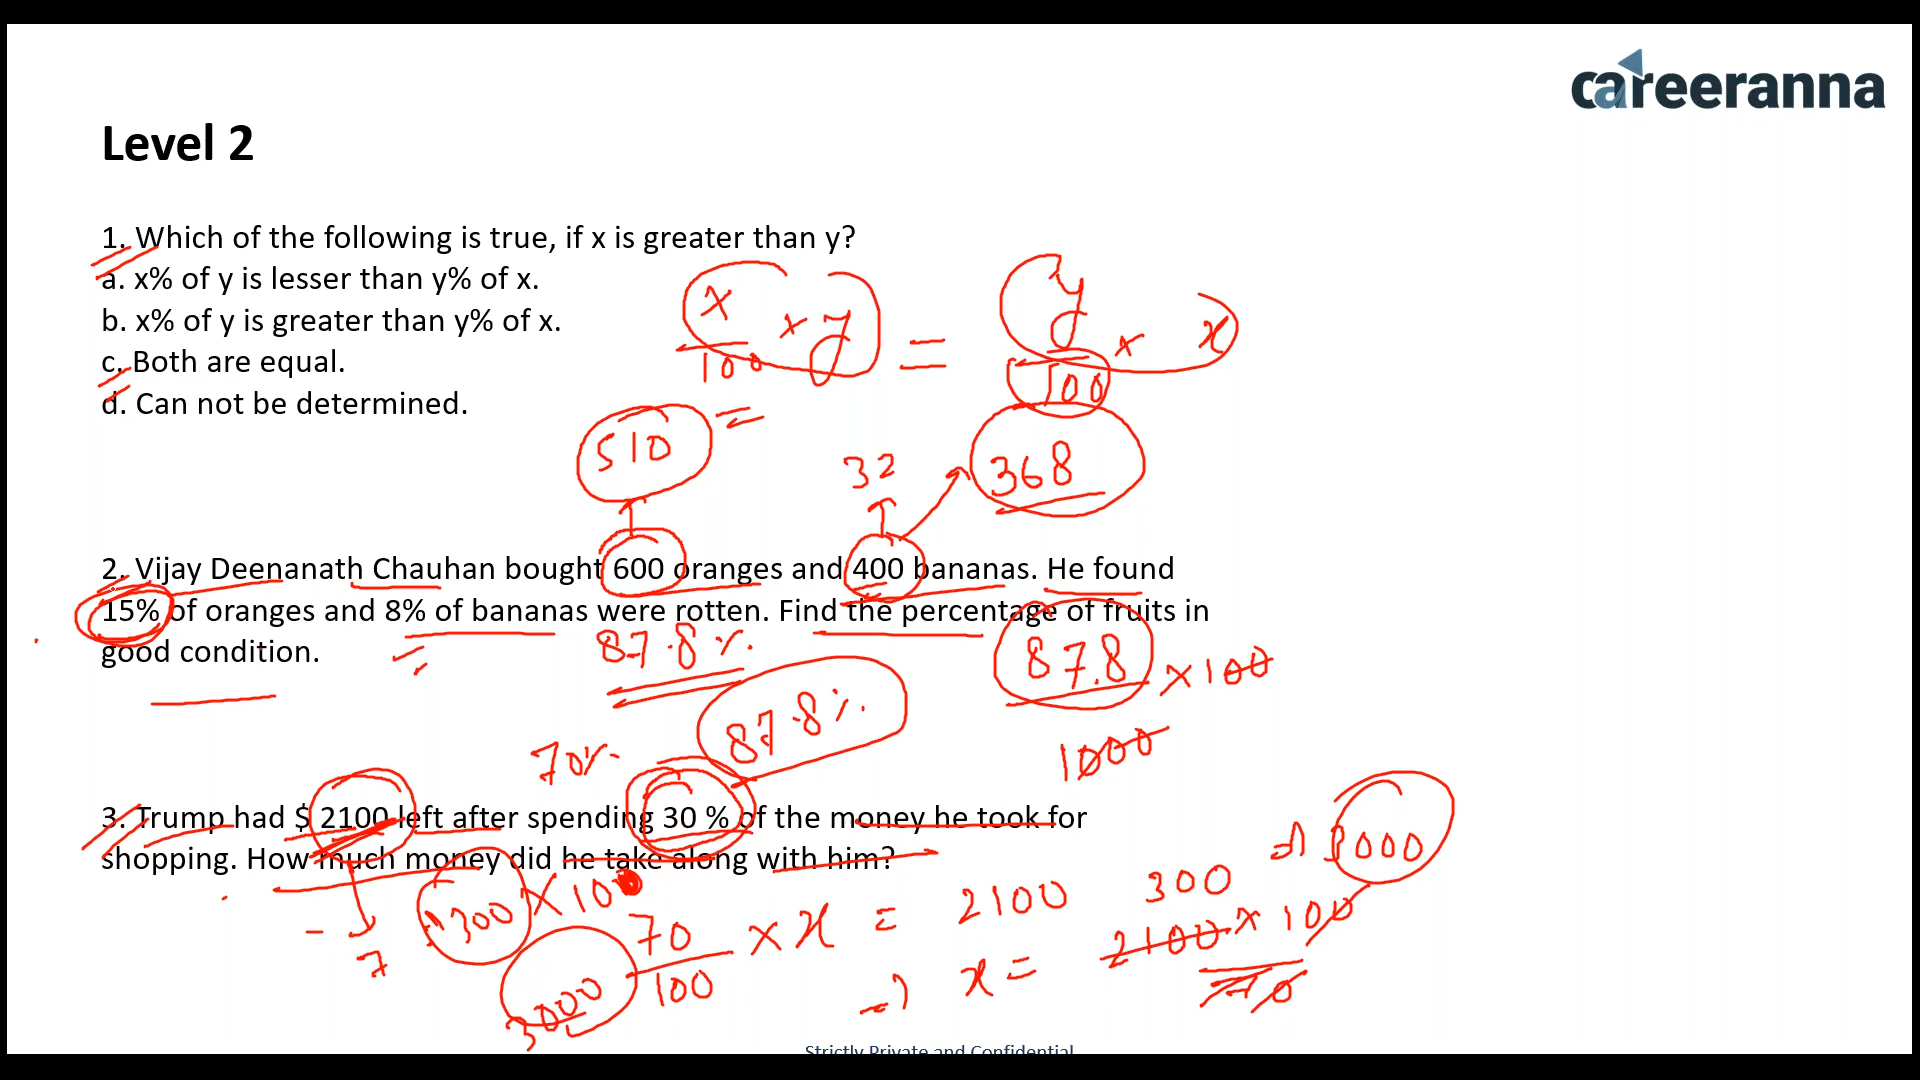 careeranna
Level 2
1. Which of the following is true, if x is greater than y?
a. x% of y is lesser than y% of x.
b. x% of y is greater than y% of x.
c. Both are equal.
d. Can not be determined.
x/100 × y = y/100 × x
510
32
368
2. Vijay Deenanath Chauhan bought 600 oranges and 400 bananas. He found
15% of oranges and 8% of bananas were rotten. Find the percentage of fruits in
good condition.
87.8%
87.8 × 100
1000
87.8%
70%
3. Trump had $ 2100 left after spending 30 % of the money he took for
shopping. How much money did he take along with him?
7
300 × 100
3000
70/100 × x = 2100
⇒ x = 2100 × 100
70
300
⇒ 3000
Strictly Private and Confidential